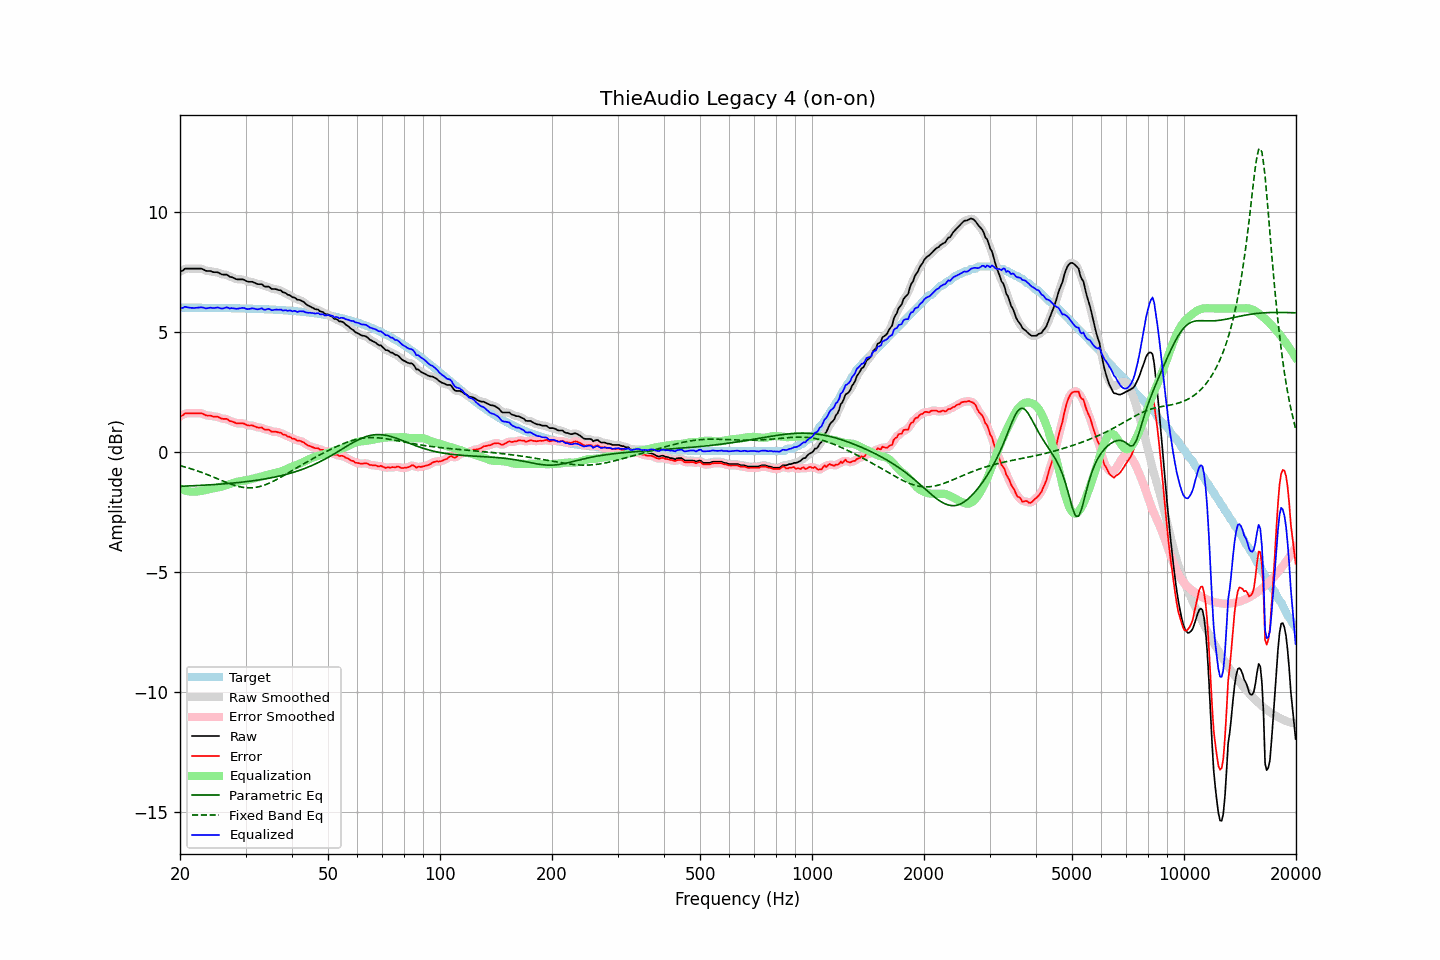 ThieAudio Legacy 4 (on-on)
Amplitude (dBr)
10
5
0
−5
−10
−15
Target
Raw Smoothed
Error Smoothed
Raw
Error
Equalization
Parametric Eq
Fixed Band Eq
Equalized
20 50 100 200 500 1000 2000 5000 10000 20000
Frequency (Hz)